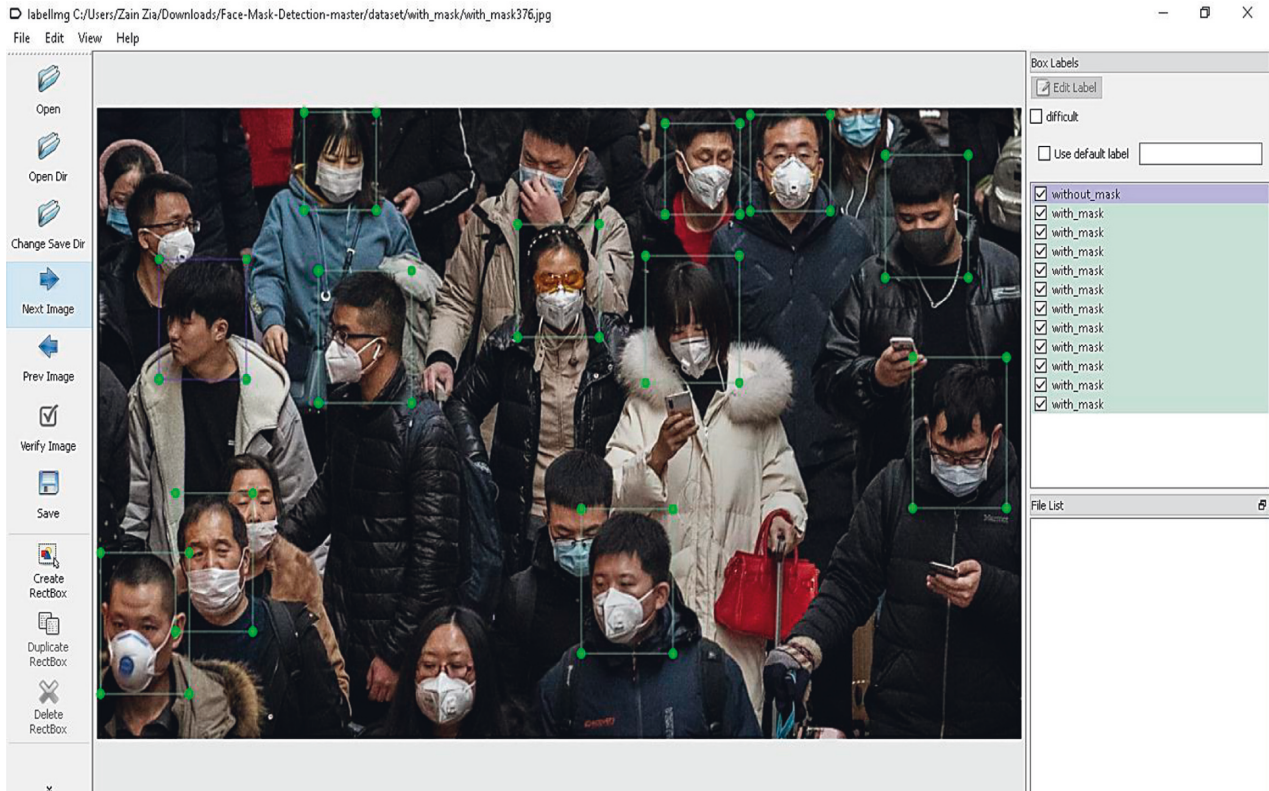 labelImg C:/Users/Zain Zia/Downloads/Face-Mask-Detection-master/dataset/with_mask/with_mask376.jpg
File Edit View Help
Open
Open Dir
Change Save Dir
Next Image
Prev Image
Verify Image
Save
Create
RectBox
Duplicate
RectBox
Delete
RectBox
Marmot
Box Labels
Edit Label
difficult
Use default label
without_mask
with_mask
with_mask
with_mask
with_mask
with_mask
with_mask
with_mask
with_mask
with_mask
with_mask
with_mask
File List